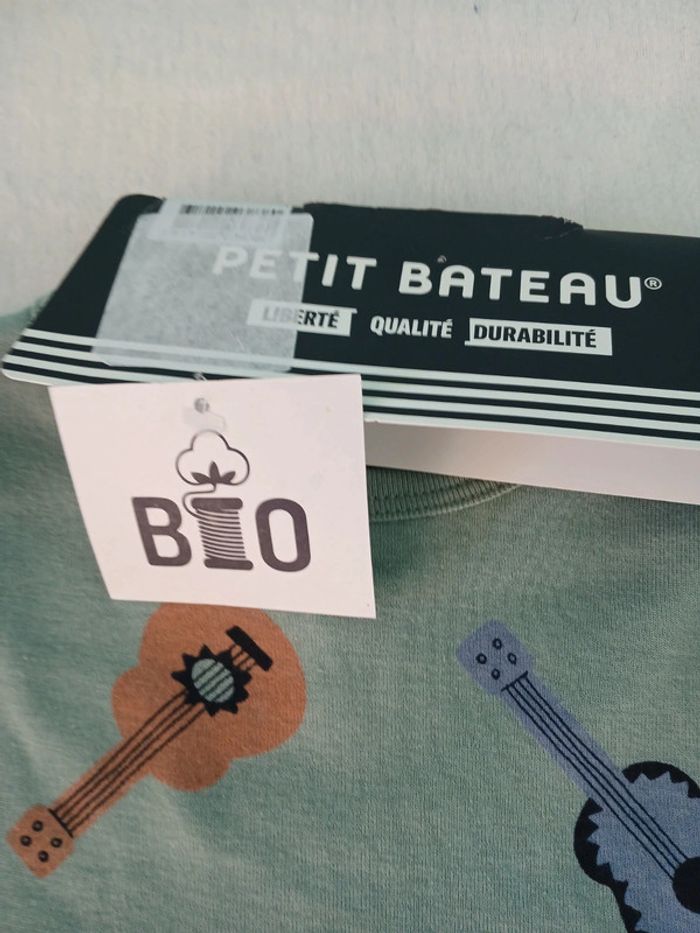 PETIT BATEAU®
LIBERTÉ QUALITÉ DURABILITÉ
BIO